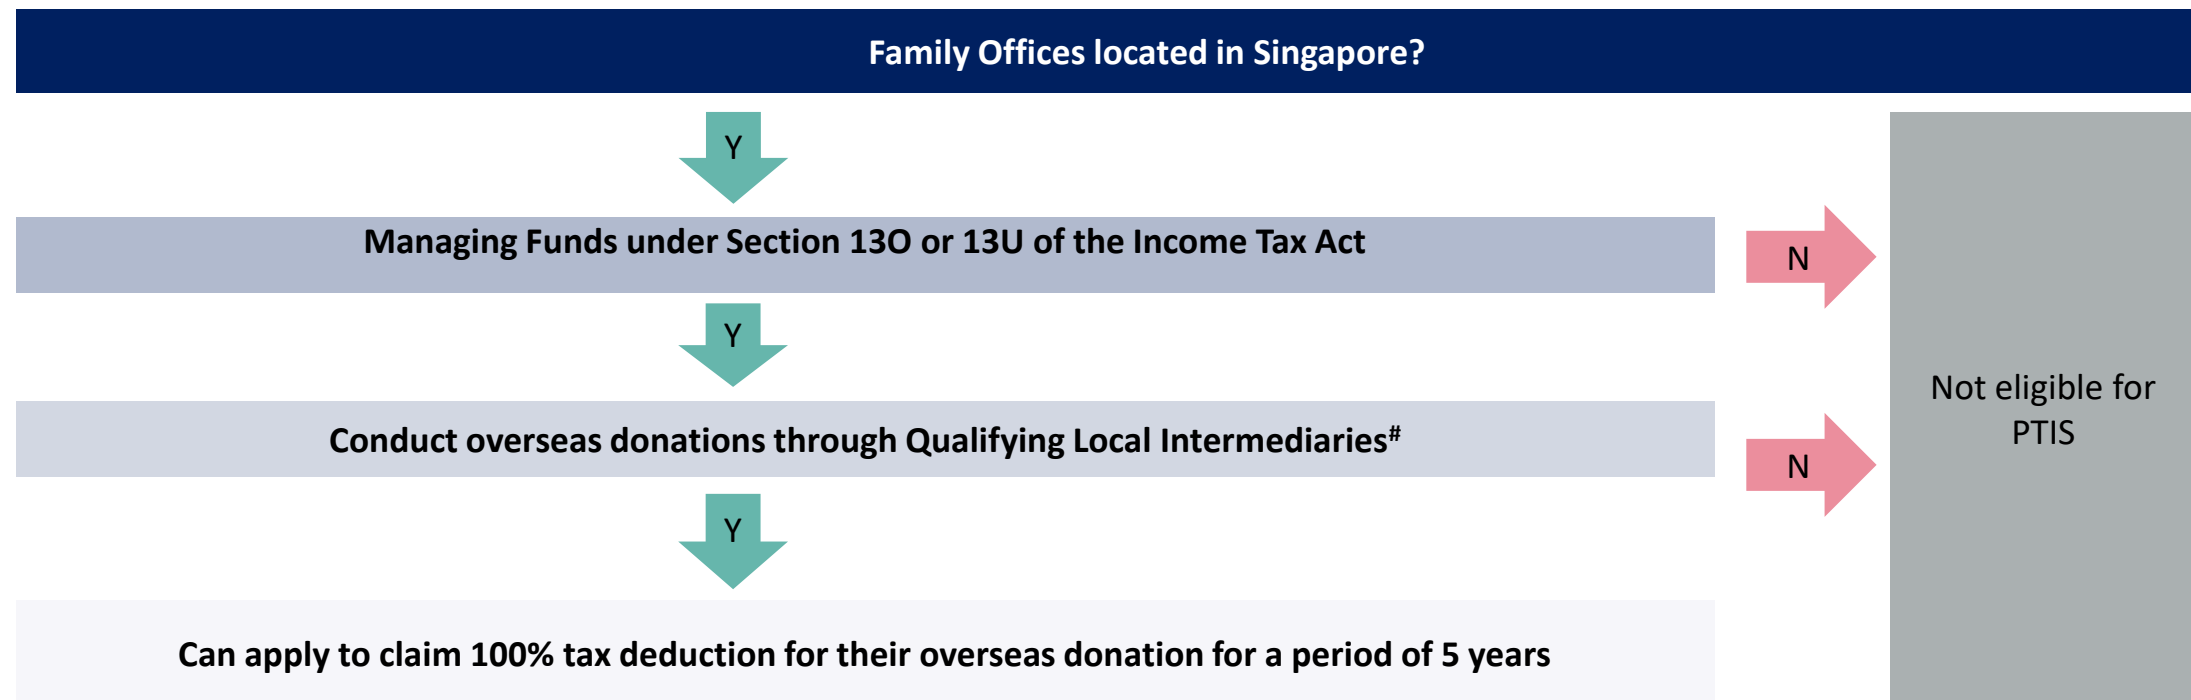 Family Offices located in Singapore?
Y
Managing Funds under Section 13O or 13U of the Income Tax Act
N
Y
Not eligible for
PTIS
Conduct overseas donations through Qualifying Local Intermediaries#
N
Y
Can apply to claim 100% tax deduction for their overseas donation for a period of 5 years